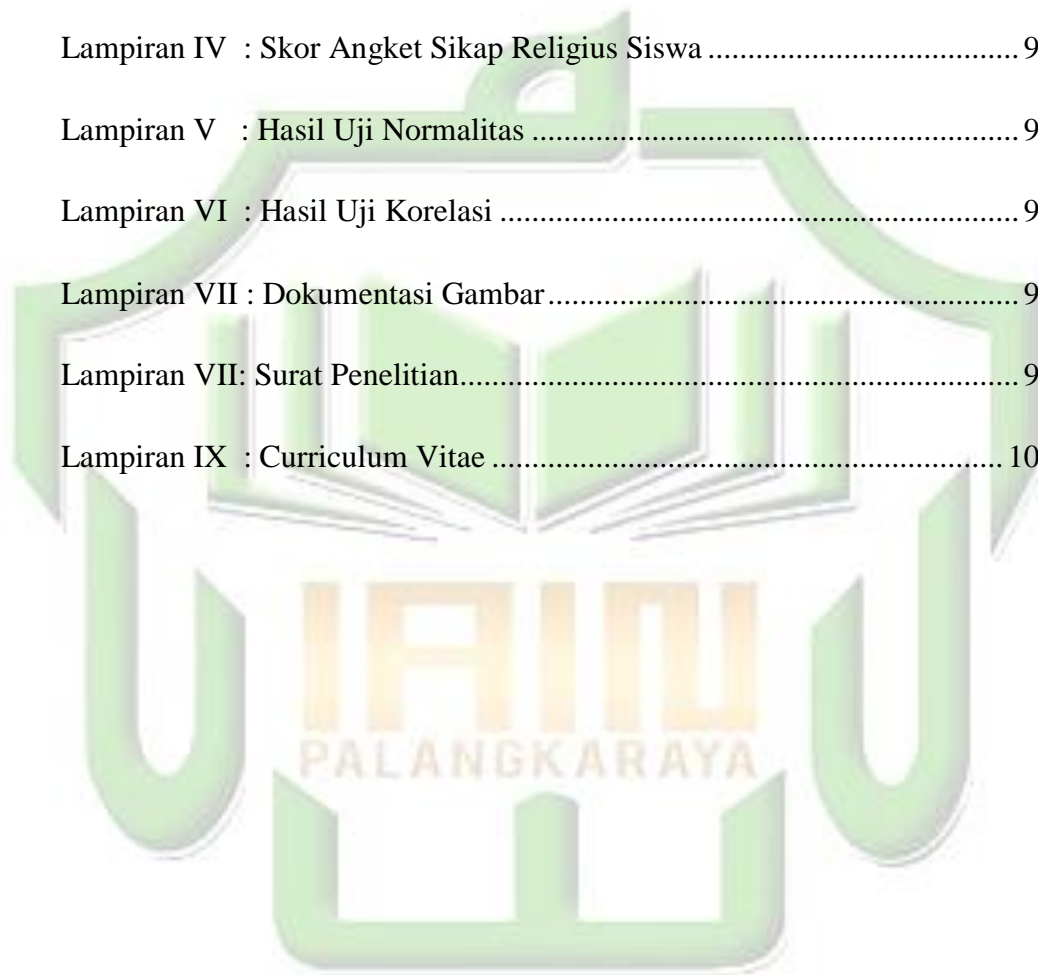 Lampiran IV : Skor Angket Sikap Religius Siswa ..................................... 9
Lampiran V : Hasil Uji Normalitas .......................................................... 9
Lampiran VI : Hasil Uji Korelasi .............................................................. 9
Lampiran VII : Dokumentasi Gambar ........................................................ 9
Lampiran VII: Surat Penelitian................................................................... 9
Lampiran IX : Curriculum Vitae ............................................................. 10
IAIN
PALANGKARAYA